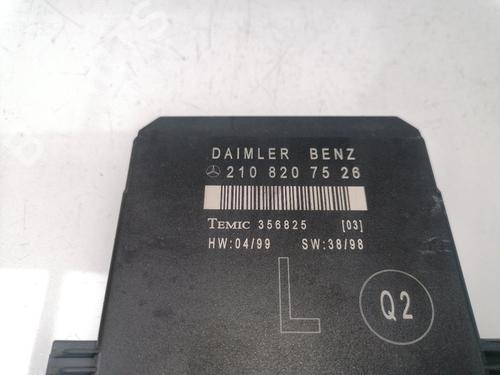 DAIMLER BENZ
210 820 75 26
TEMIC 356825 [03]
HW:04/99 SW:38/98
L
Q2